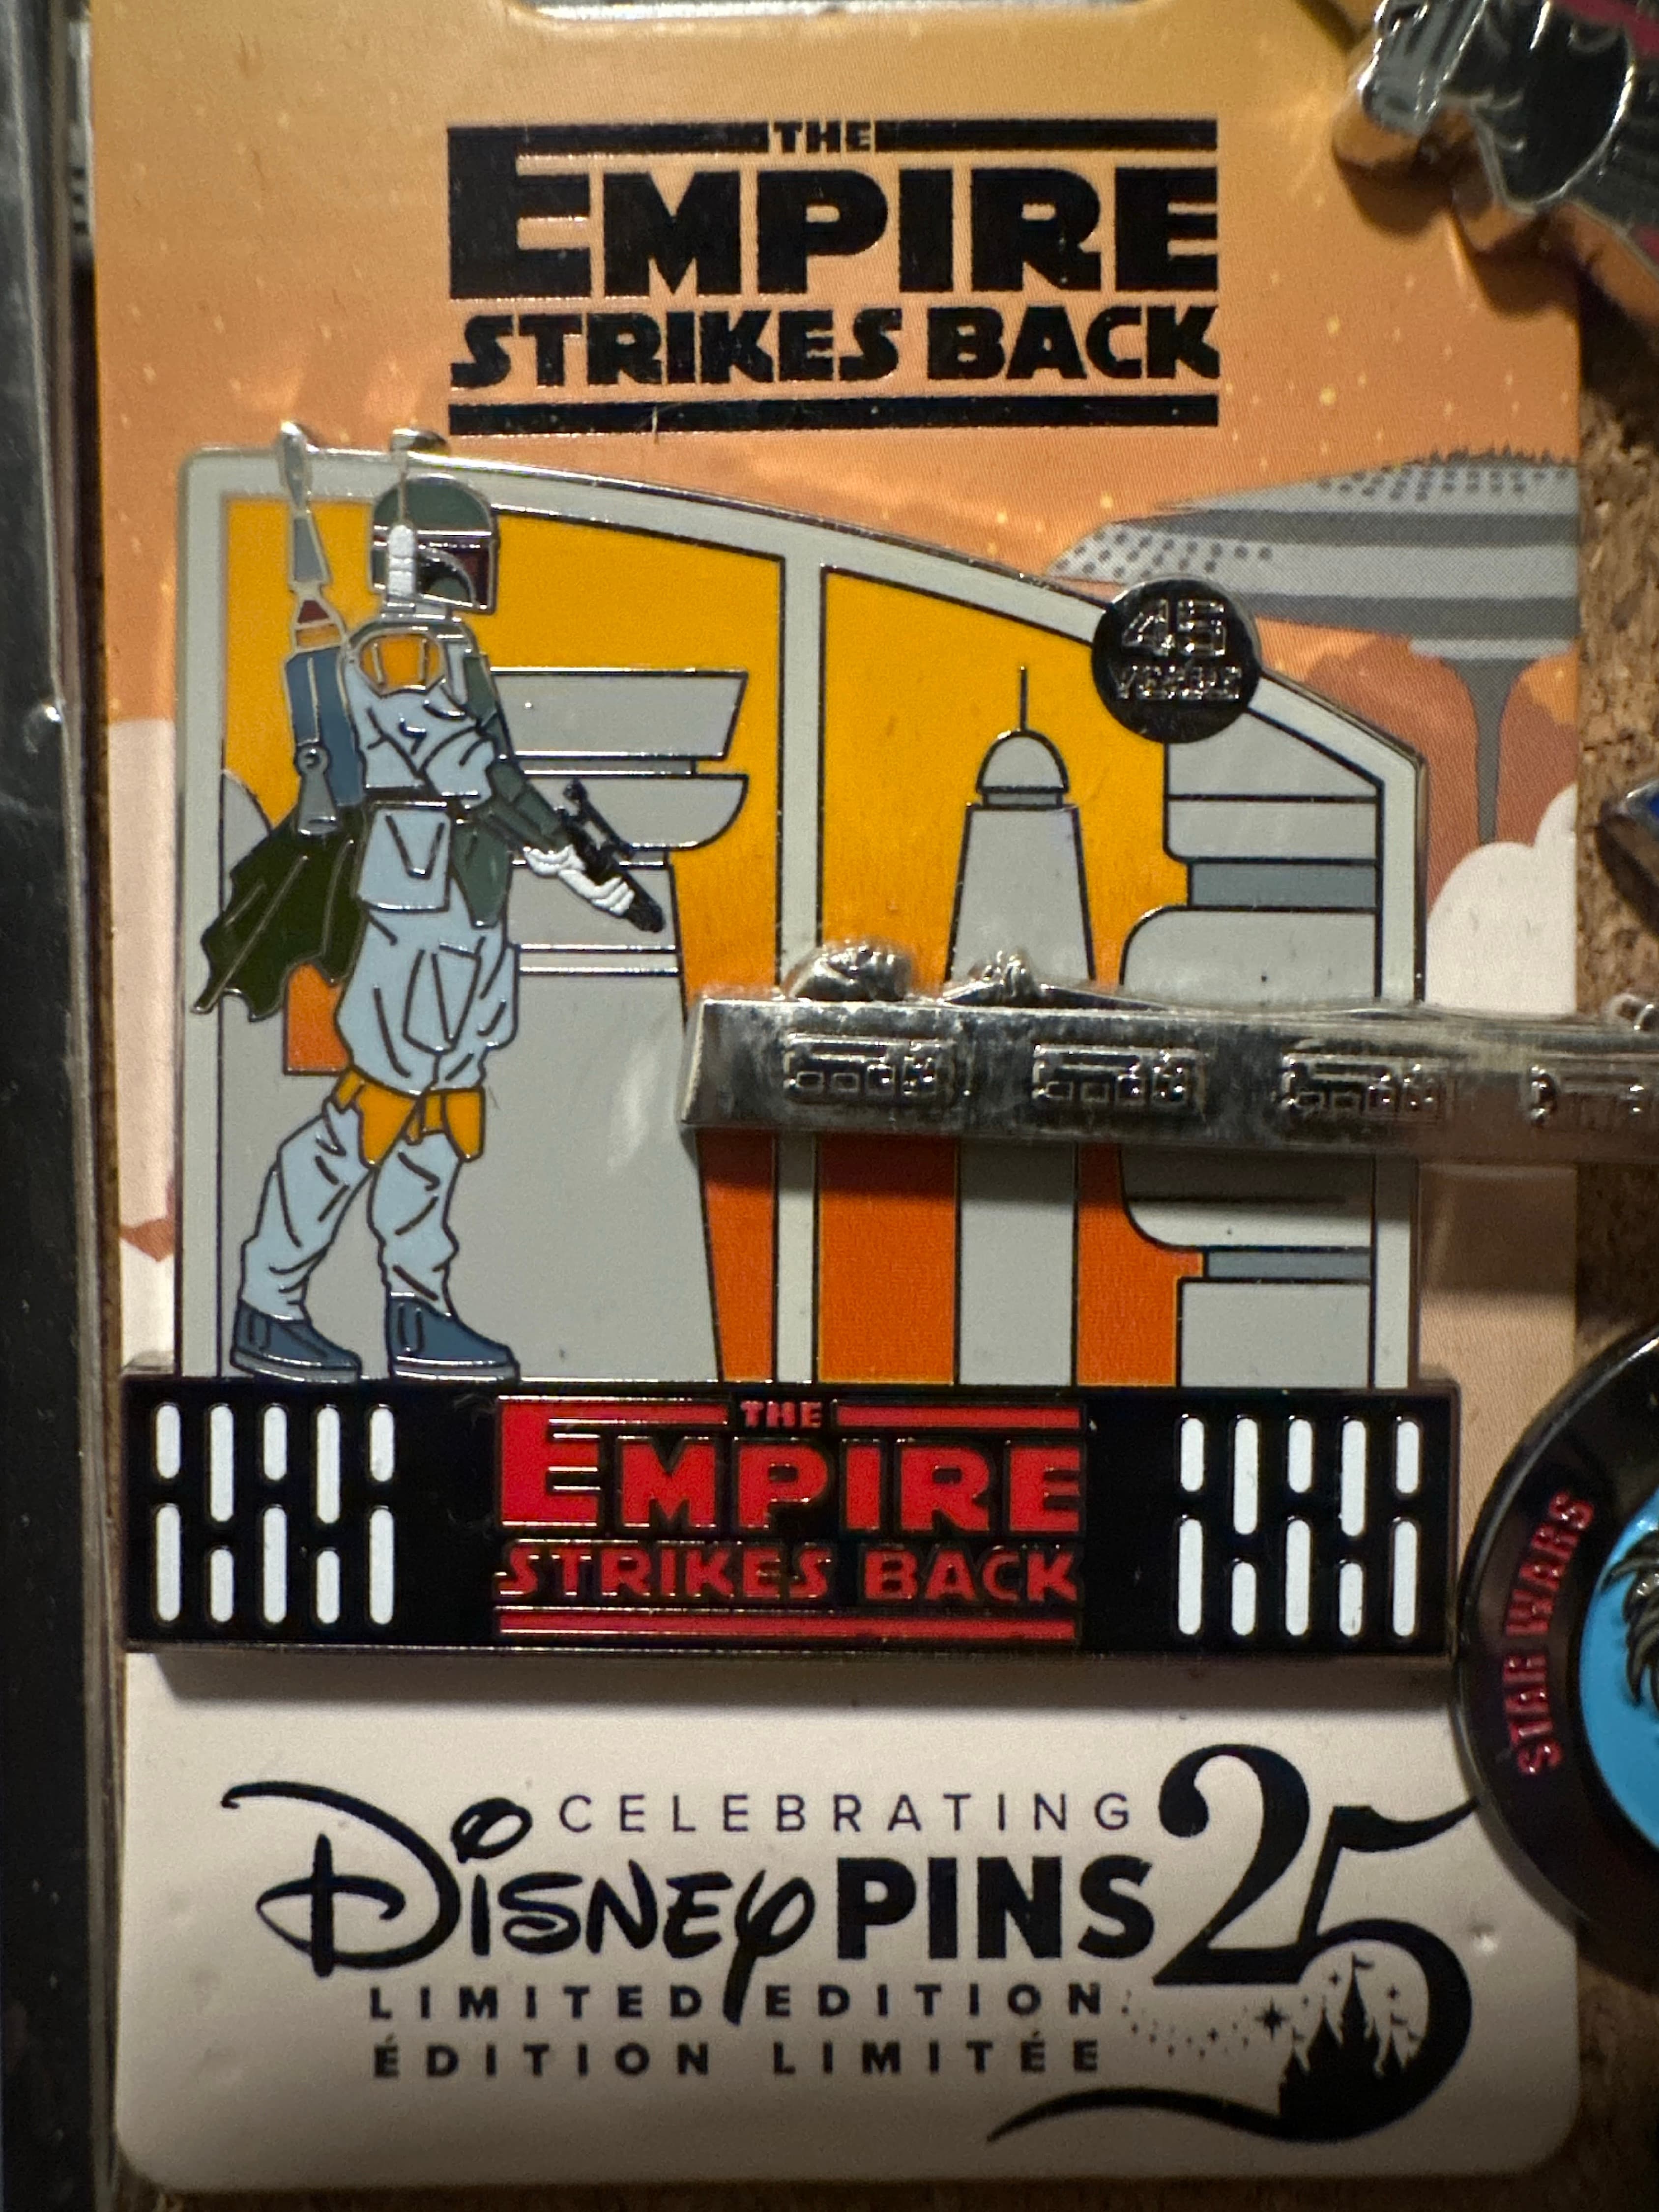 THE
EMPIRE
STRIKES BACK
45
YEARS
THE
EMPIRE
STRIKES BACK
STAR WARS
CELEBRATING
DISNEY PINS 25
LIMITED EDITION
ÉDITION LIMITÉE